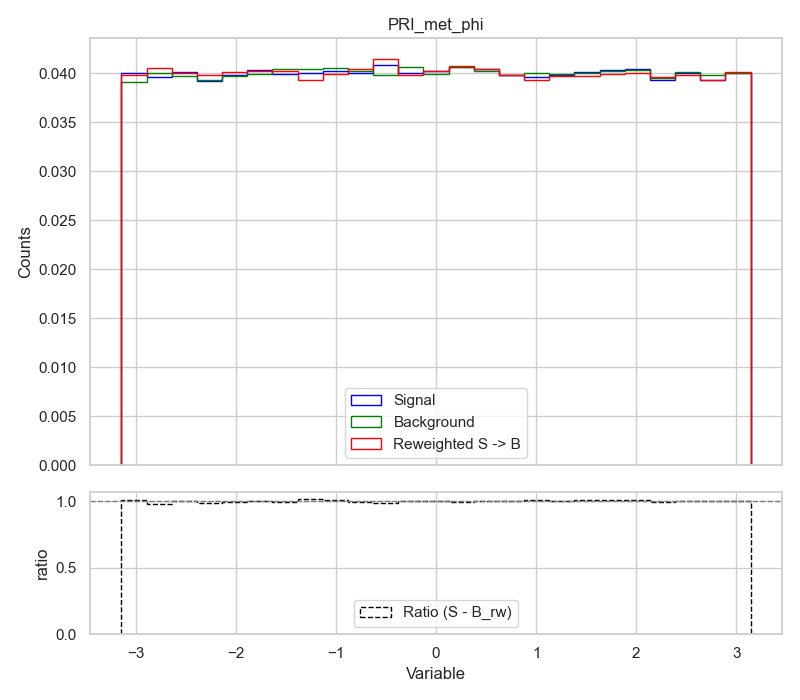 PRI_met_phi
0.040
0.035
0.030
0.025
0.020
0.015
0.010
0.005
0.000
Counts
Signal
Background
Reweighted S -> B
1.0
0.5
0.0
ratio
Ratio (S - B_rw)
−3 −2 −1 0 1 2 3
Variable